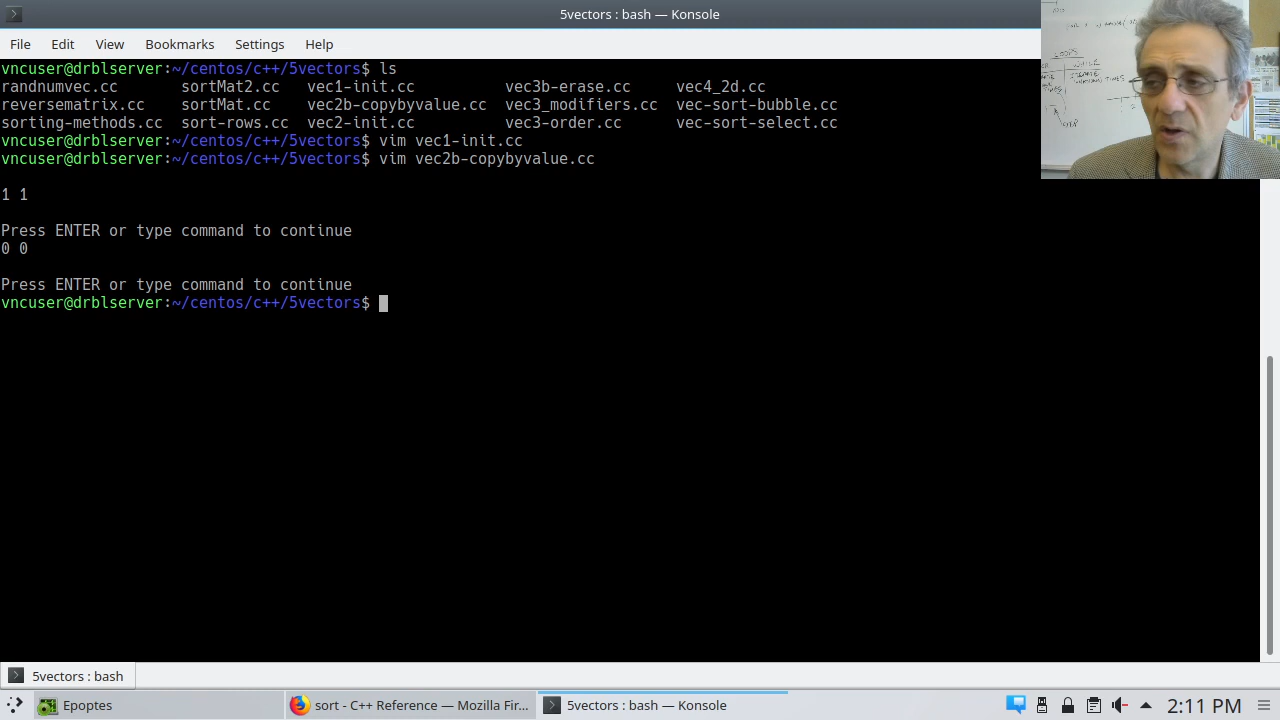 5vectors : bash — Konsole
File Edit View Bookmarks Settings Help
vncuser@drblserver:~/centos/c++/5vectors$ ls
randnumvec.cc sortMat2.cc vec1-init.cc vec3b-erase.cc vec4_2d.cc
reversematrix.cc sortMat.cc vec2b-copybyvalue.cc vec3_modifiers.cc vec-sort-bubble.cc
sorting-methods.cc sort-rows.cc vec2-init.cc vec3-order.cc vec-sort-select.cc
vncuser@drblserver:~/centos/c++/5vectors$ vim vec1-init.cc
vncuser@drblserver:~/centos/c++/5vectors$ vim vec2b-copybyvalue.cc
1 1
Press ENTER or type command to continue
0 0
Press ENTER or type command to continue
vncuser@drblserver:~/centos/c++/5vectors$
LOOPS
WHILE
TIMES
5vectors : bash
Epoptes
sort - C++ Reference — Mozilla Fir...
5vectors : bash — Konsole
2:11 PM